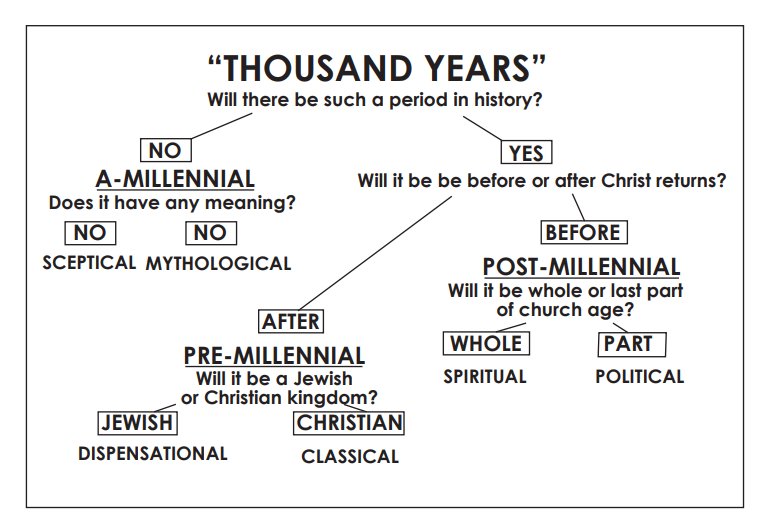 “THOUSAND YEARS”
Will there be such a period in history?
NO
A-MILLENNIAL
Does it have any meaning?
NO
NO
SCEPTICAL
MYTHOLOGICAL
YES
Will it be be before or after Christ returns?
BEFORE
POST-MILLENNIAL
Will it be whole or last part
of church age?
WHOLE
PART
SPIRITUAL
POLITICAL
AFTER
PRE-MILLENNIAL
Will it be a Jewish
or Christian kingdom?
JEWISH
CHRISTIAN
DISPENSATIONAL
CLASSICAL